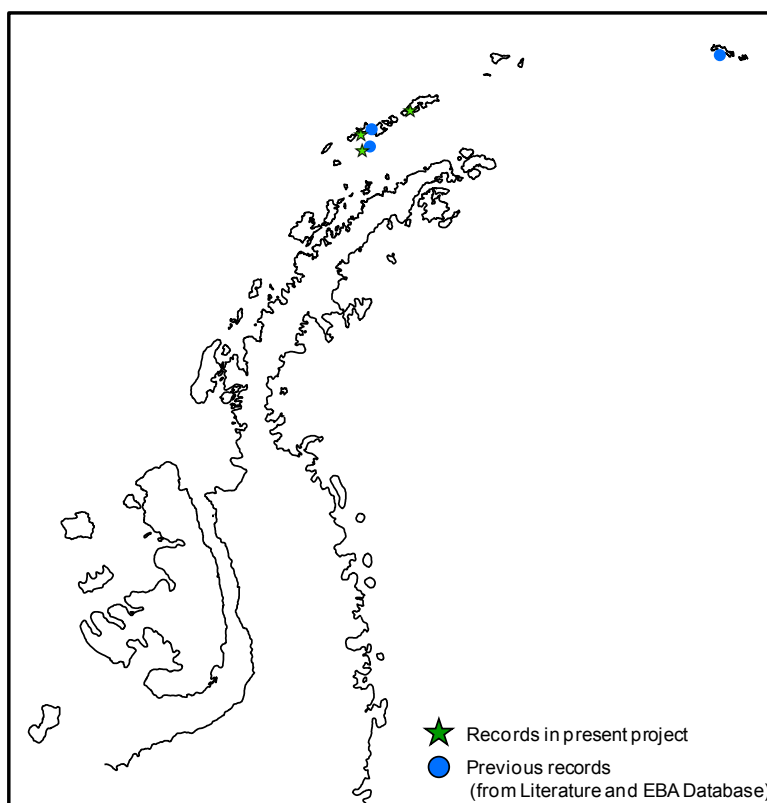 Records in present project
Previous records
(from Literature and EBA Database)